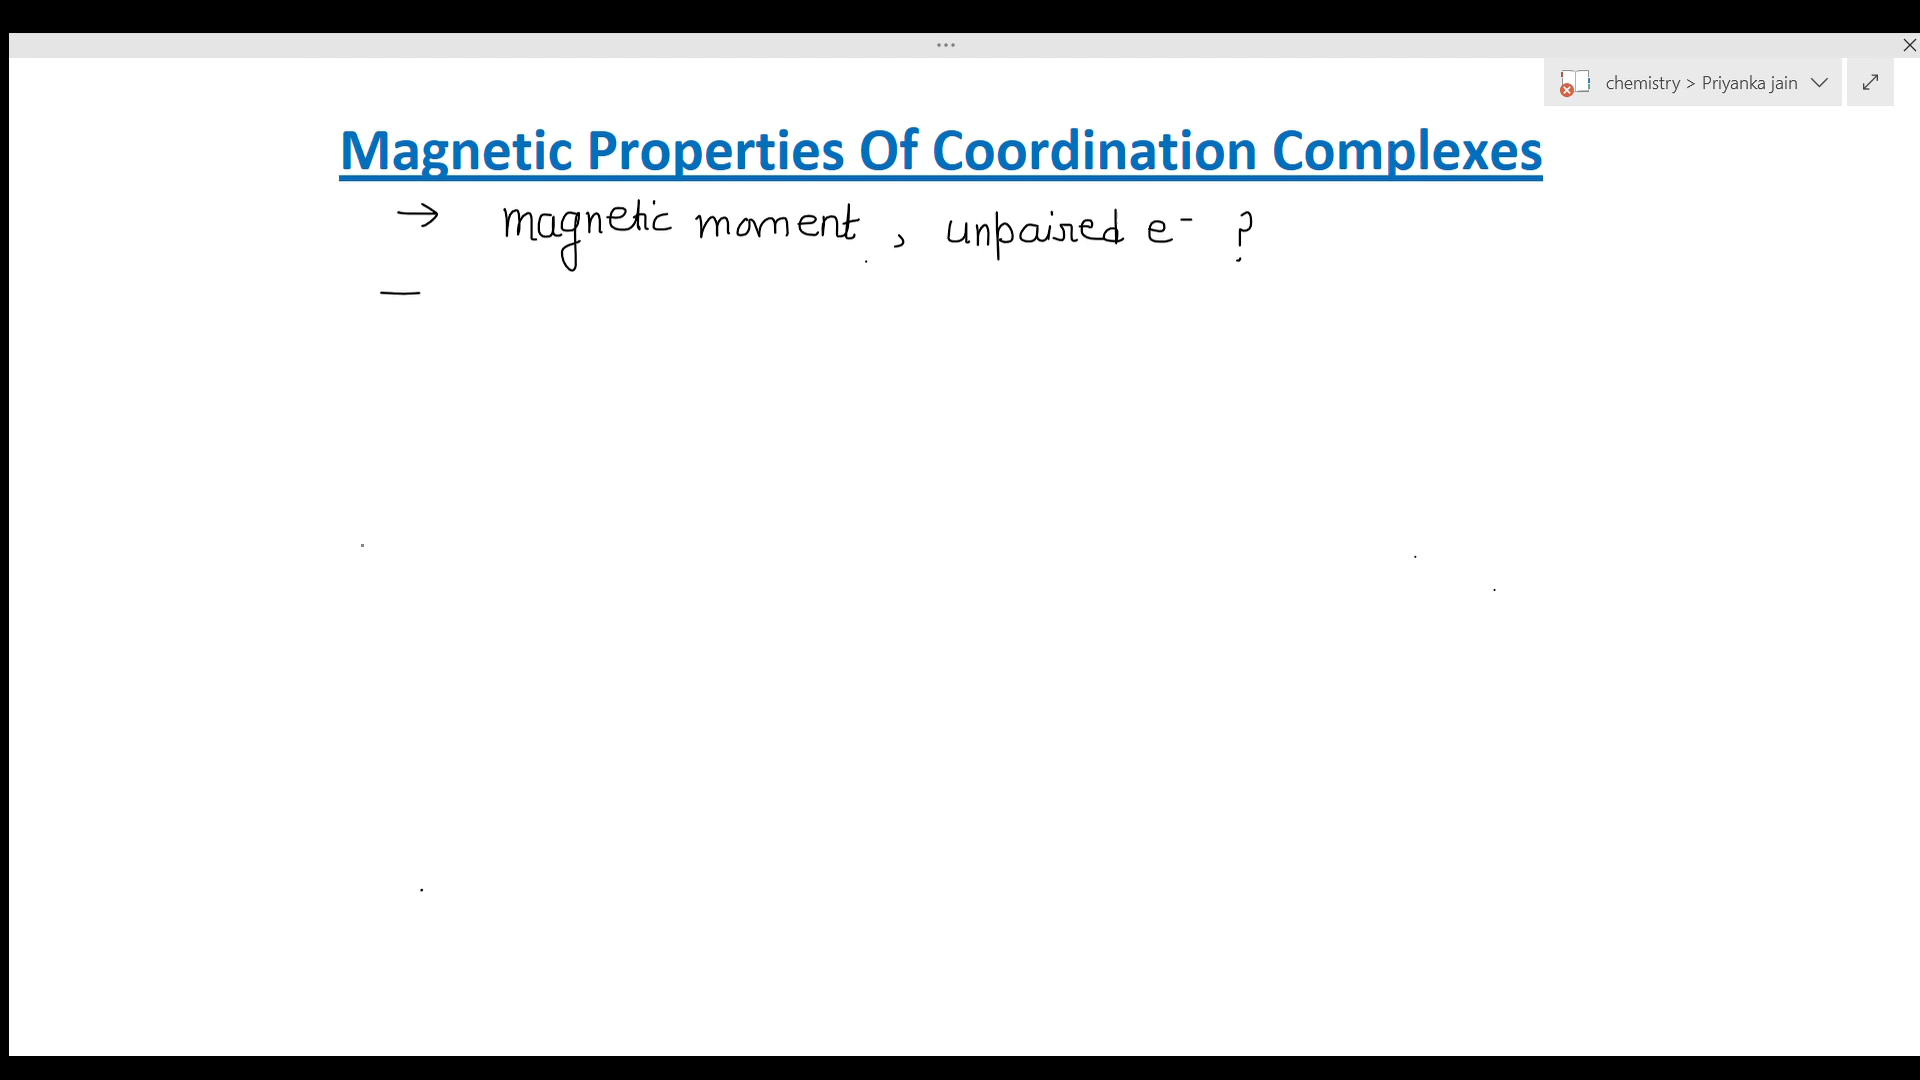 chemistry > Priyanka jain
Magnetic Properties Of Coordination Complexes
→ magnetic moment , unpaired e⁻ ?
—